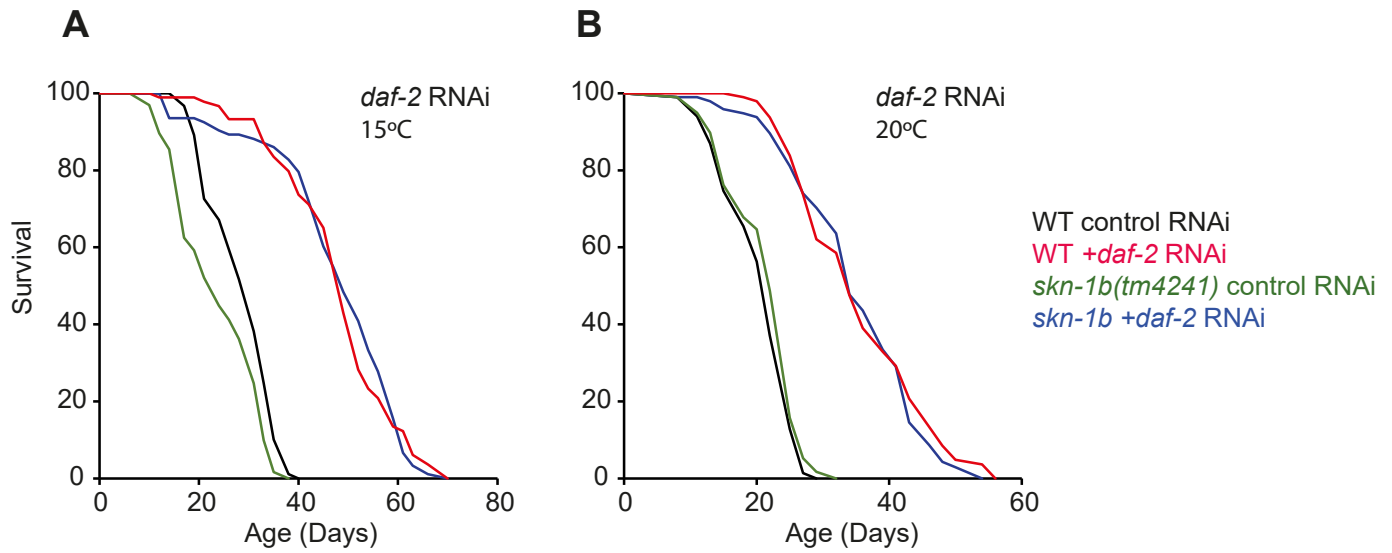 A
daf-2 RNAi
15ºC
100
80
60
40
20
0
Survival
0 20 40 60 80
Age (Days)
B
daf-2 RNAi
20ºC
100
80
60
40
20
0
0 20 40 60
Age (Days)
WT control RNAi
WT +daf-2 RNAi
skn-1b(tm4241) control RNAi
skn-1b +daf-2 RNAi